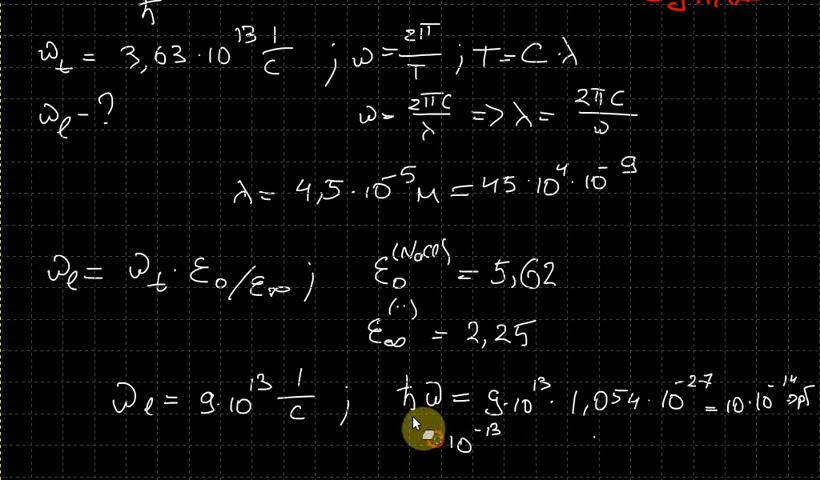 ħ
ω_t = 3,63·10^13 1/c ; ω = 2π/T ; T = C·λ
ω_l - ? ω = 2πc/λ => λ = 2πc/ω
λ = 4,5·10^-5 м = 45·10^4·10^-9
ω_l = ω_t · ε_0/ε_∞ ; ε_0^(NaCl) = 5,62
ε_∞^(··) = 2,25
ω_l = 9·10^13 1/c ; ħω = 9·10^13 · 1,054·10^-27 = 10·10^-14 эрг
10^-13